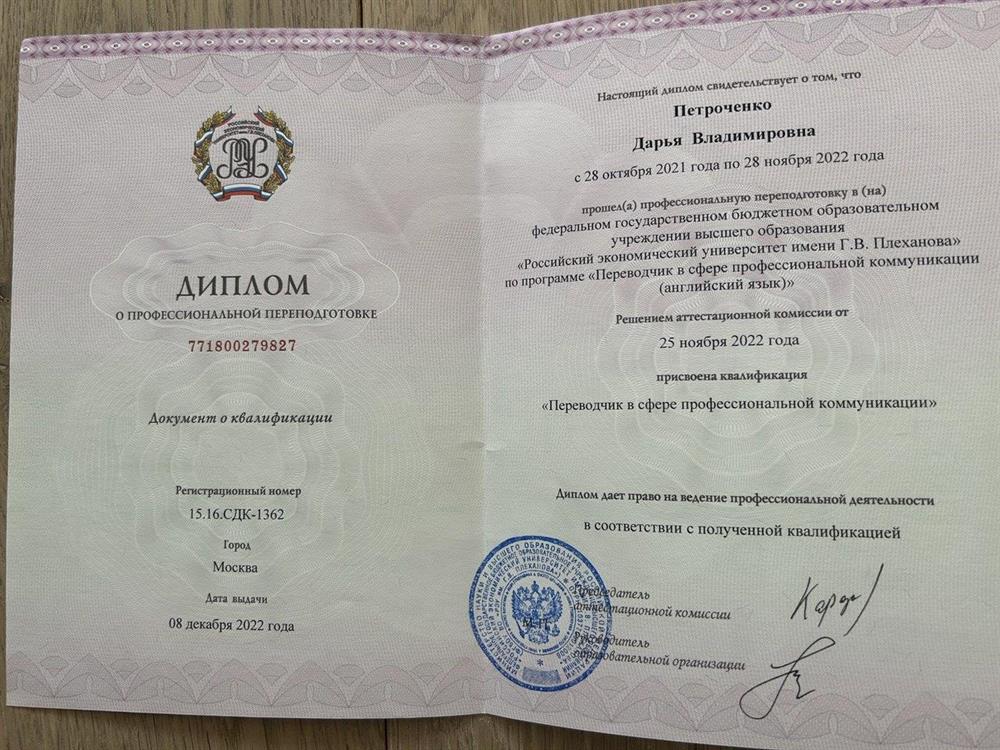 РОССИЙСКИЙ
ЭКОНОМИЧЕСКИЙ
ДИПЛОМ
О ПРОФЕССИОНАЛЬНОЙ ПЕРЕПОДГОТОВКЕ
771800279827
Документ о квалификации
Регистрационный номер
15.16.СДК-1362
Город
Москва
Дата выдачи
08 декабря 2022 года
Настоящий диплом свидетельствует о том, что
Петроченко
Дарья Владимировна
с 28 октября 2021 года по 28 ноября 2022 года
прошел(а) профессиональную переподготовку в (на)
федеральном государственном бюджетном образовательном
учреждении высшего образования
«Российский экономический университет имени Г.В. Плеханова»
по программе «Переводчик в сфере профессиональной коммуникации
(английский язык)»
Решением аттестационной комиссии от
25 ноября 2022 года
присвоена квалификация
«Переводчик в сфере профессиональной коммуникации»
Диплом дает право на ведение профессиональной деятельности
в соответствии с полученной квалификацией
Председатель
аттестационной комиссии
М.П.
Руководитель
образовательной организации